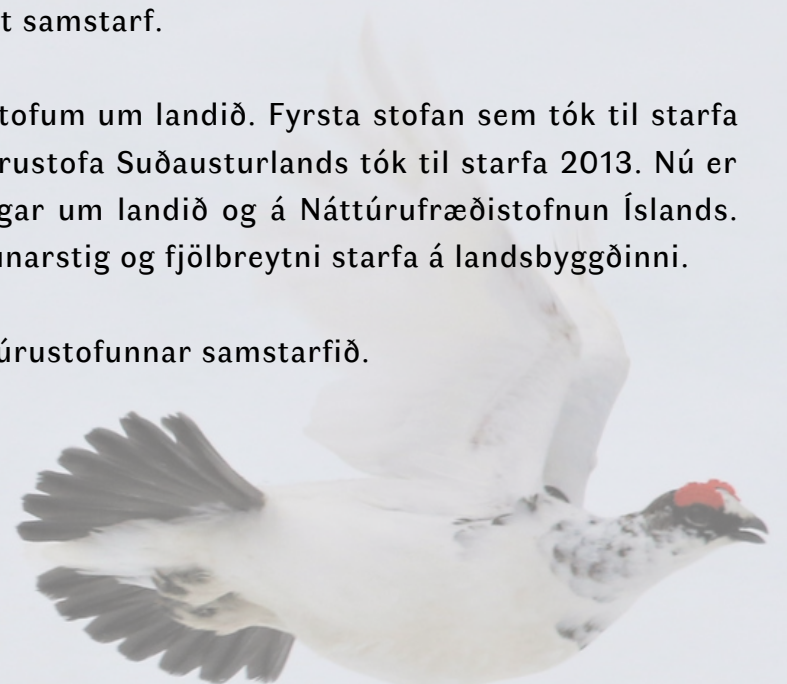 t samstarf.
tofum um landið. Fyrsta stofan sem tók til starfa
rustofa Suðausturlands tók til starfa 2013. Nú er
gar um landið og á Náttúrufræðistofnun Íslands.
unarstig og fjölbreytni starfa á landsbyggðinni.
úrustofunnar samstarfið.